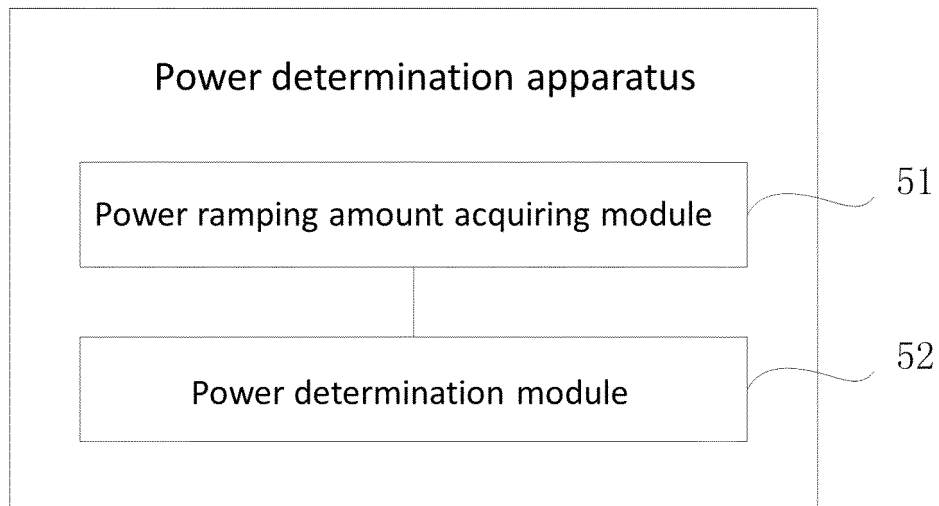 Power determination apparatus
Power ramping amount acquiring module
51
Power determination module
52